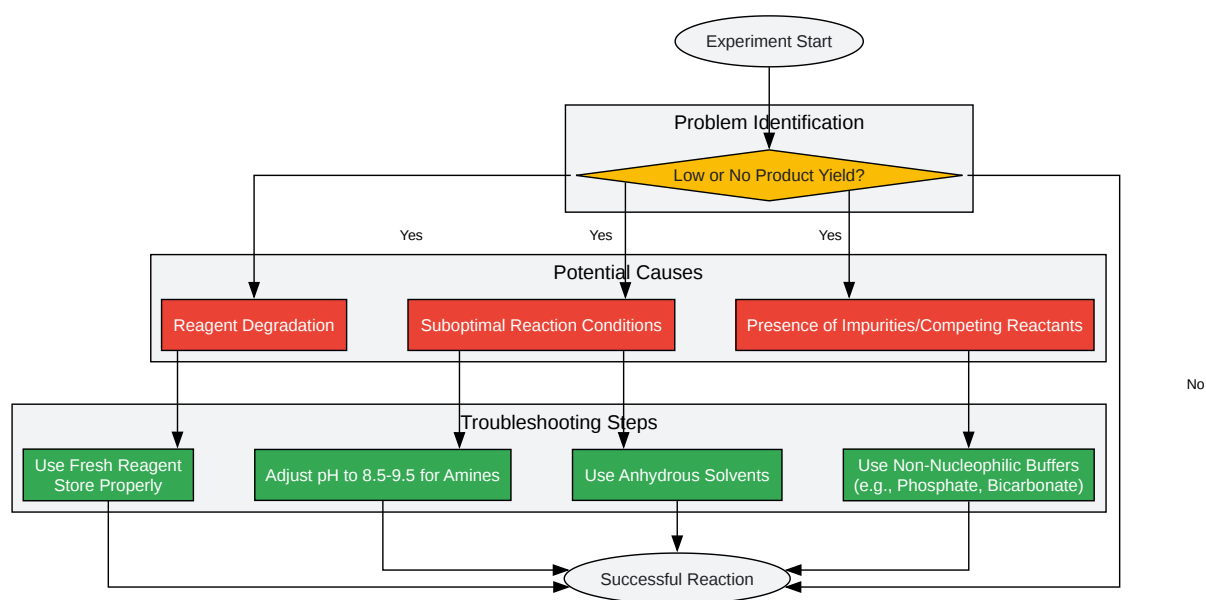 Experiment Start
Problem Identification
Low or No Product Yield?
Yes
Yes
Yes
Potential Causes
Reagent Degradation
Suboptimal Reaction Conditions
Presence of Impurities/Competing Reactants
No
Troubleshooting Steps
Use Fresh Reagent
Store Properly
Adjust pH to 8.5-9.5 for Amines
Use Anhydrous Solvents
Use Non-Nucleophilic Buffers
(e.g., Phosphate, Bicarbonate)
Successful Reaction